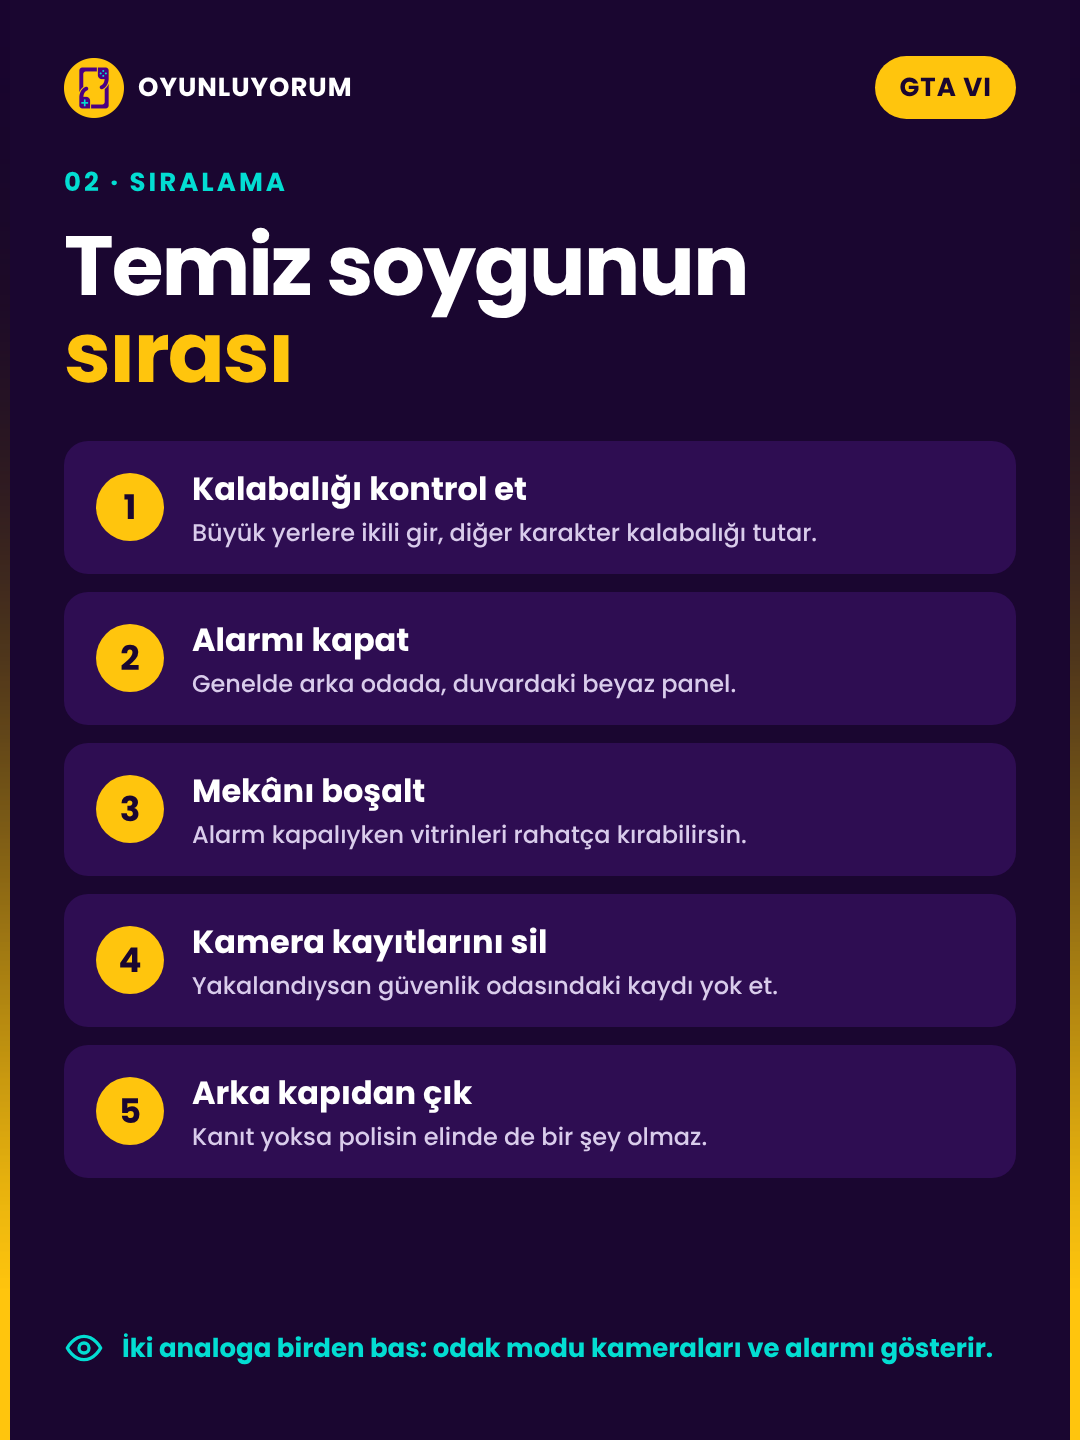 OYUNLUYORUM
GTA VI
02 · SIRALAMA
Temiz soygunun
sırası
1
Kalabalığı kontrol et
Büyük yerlere ikili gir, diğer karakter kalabalığı tutar.
2
Alarmı kapat
Genelde arka odada, duvardaki beyaz panel.
3
Mekânı boşalt
Alarm kapalıyken vitrinleri rahatça kırabilirsin.
4
Kamera kayıtlarını sil
Yakalandıysan güvenlik odasındaki kaydı yok et.
5
Arka kapıdan çık
Kanıt yoksa polisin elinde de bir şey olmaz.
İki analoga birden bas: odak modu kameraları ve alarmı gösterir.